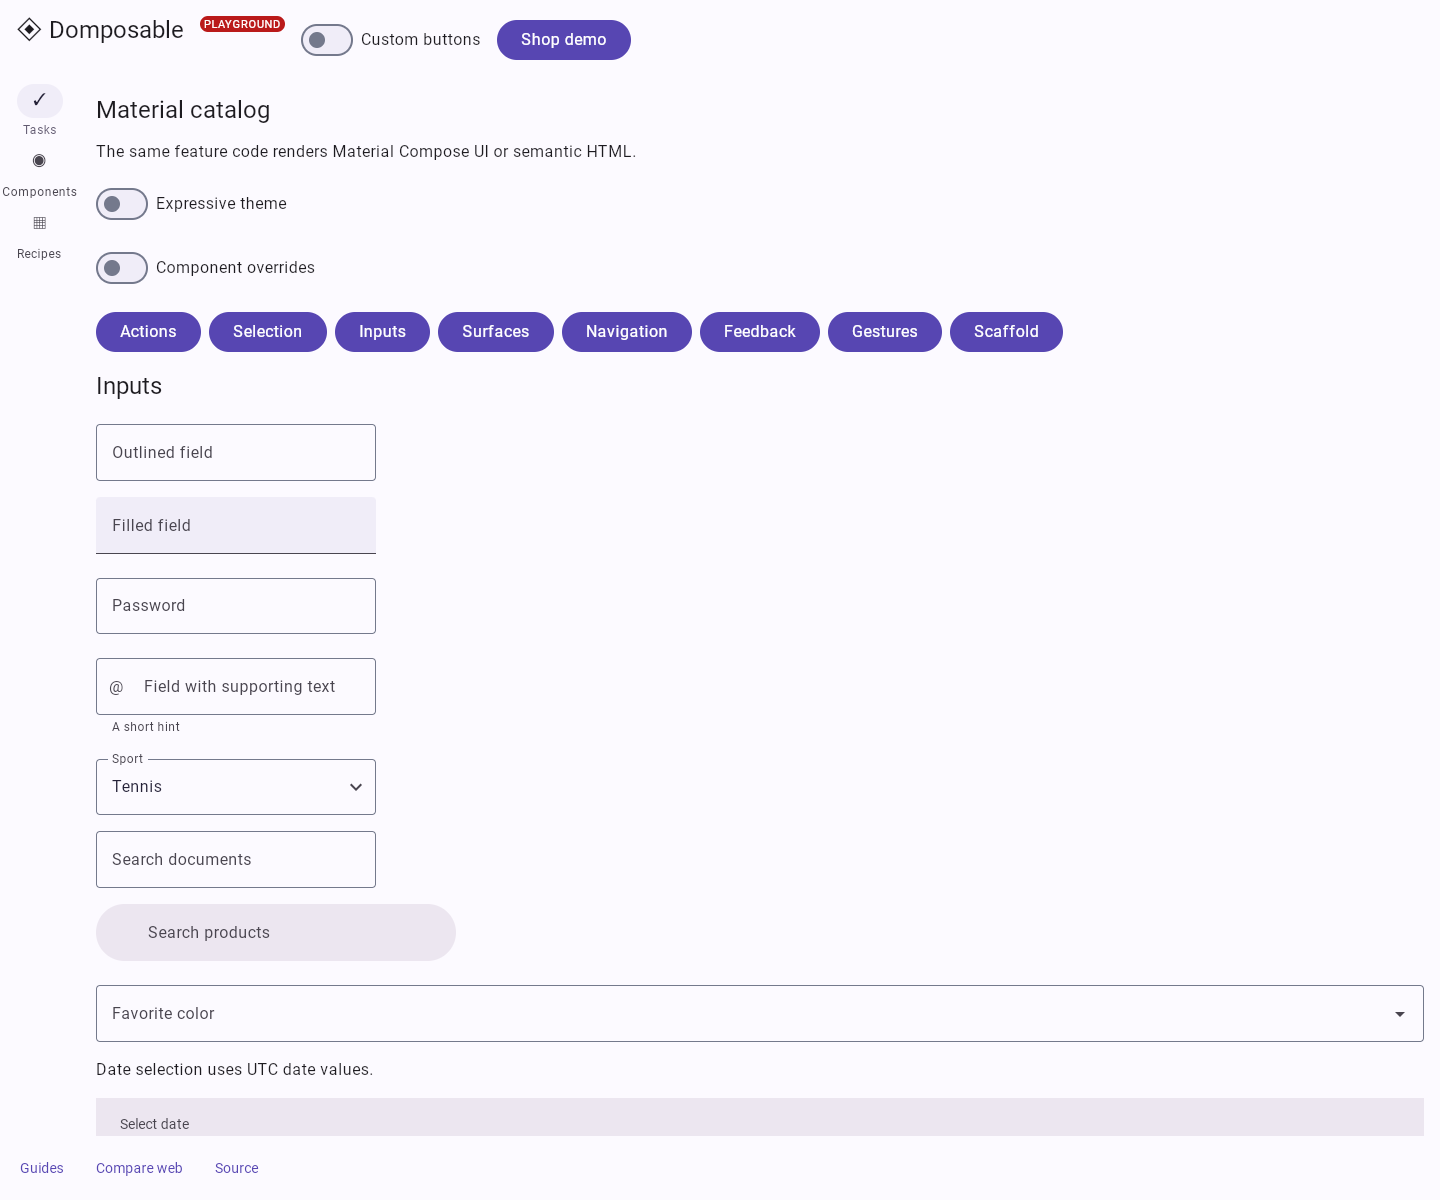 Domposable
PLAYGROUND
Custom buttons
Shop demo
✓
Tasks
Components
Recipes
Material catalog
The same feature code renders Material Compose UI or semantic HTML.
Expressive theme
Component overrides
Actions
Selection
Inputs
Surfaces
Navigation
Feedback
Gestures
Scaffold
Inputs
Outlined field
Filled field
Password
@ Field with supporting text
A short hint
Sport
Tennis
Search documents
Search products
Favorite color
Date selection uses UTC date values.
Select date
Guides
Compare web
Source